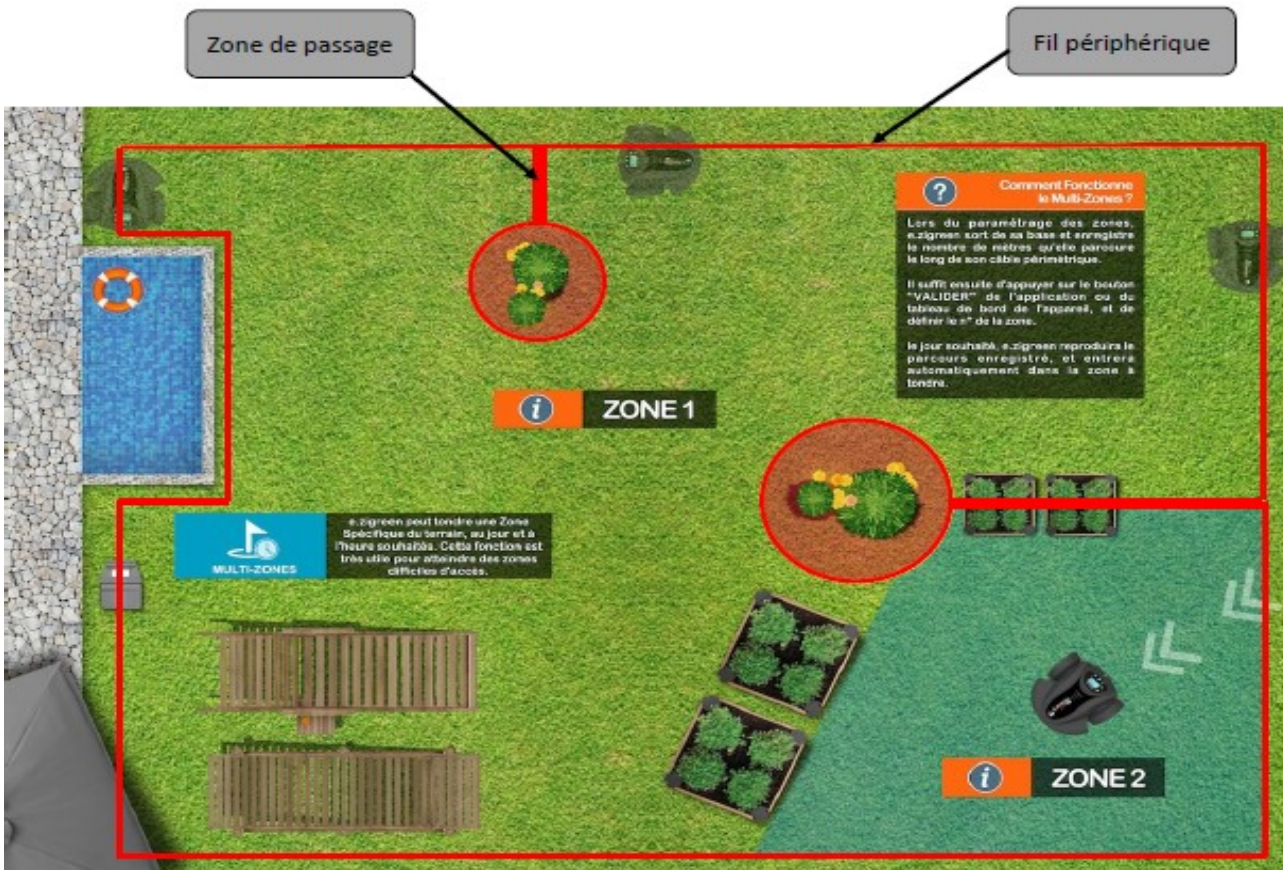 Zone de passage
Fil périphérique
?
Comment Fonctionne
le Multi-Zones ?
Lors du paramétrage des zones,
e.zigreen sort de sa base et enregistre
le nombre de mètres qu'elle parcoure
le long de son câble périmétrique.
Il suffit ensuite d'appuyer sur le bouton
"VALIDER" de l'application ou du
tableau de bord de l'appareil, et de
définir le n° de la zone.
le jour souhaité, e.zigreen reproduira le
parcours enregistré, et entrera
automatiquement dans la zone à
tondre.
i ZONE 1
MULTI-ZONES
e.zigreen peut tondre une Zone
Spécifique du terrain, au jour et à
l'heure souhaités. Cette fonction est
très utile pour atteindre des zones
difficiles d'accès.
i ZONE 2